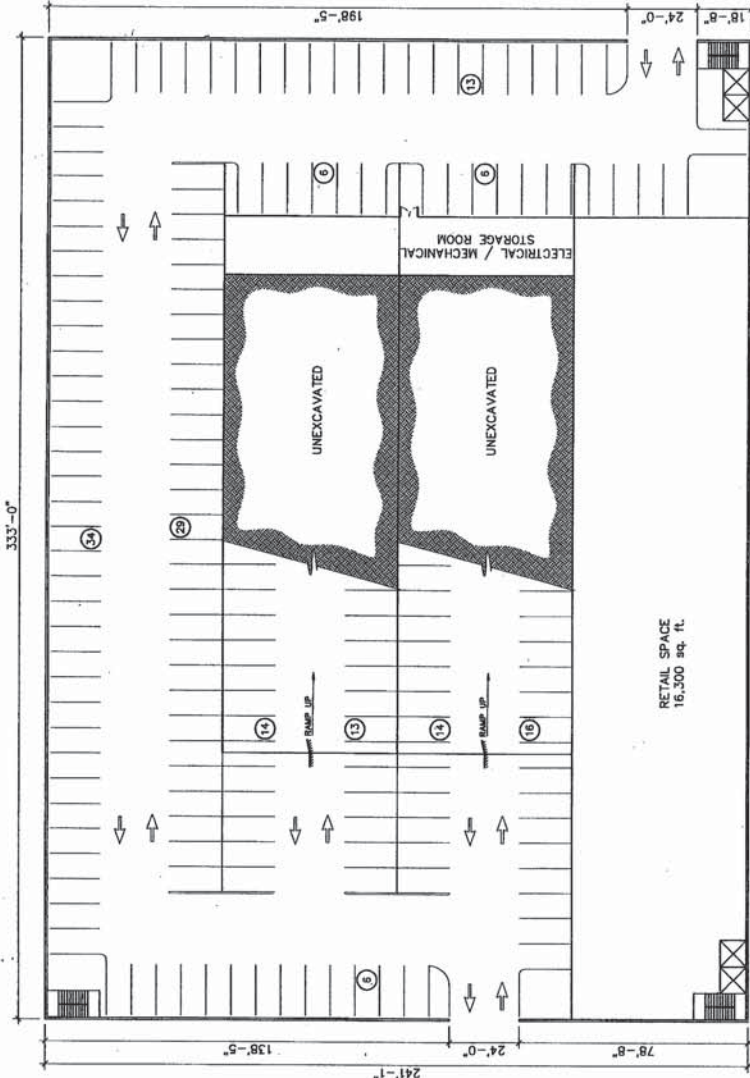 333'-0"
198'-5"
24'-0"
18'-8"
13
6
6
ELECTRICAL / MECHANICAL
STORAGE ROOM
34
29
UNEXCAVATED
UNEXCAVATED
14
RAMP UP
13
14
RAMP UP
16
RETAIL SPACE
16,300 sq. ft.
6
138'-5"
24'-0"
78'-8"
241'-1"